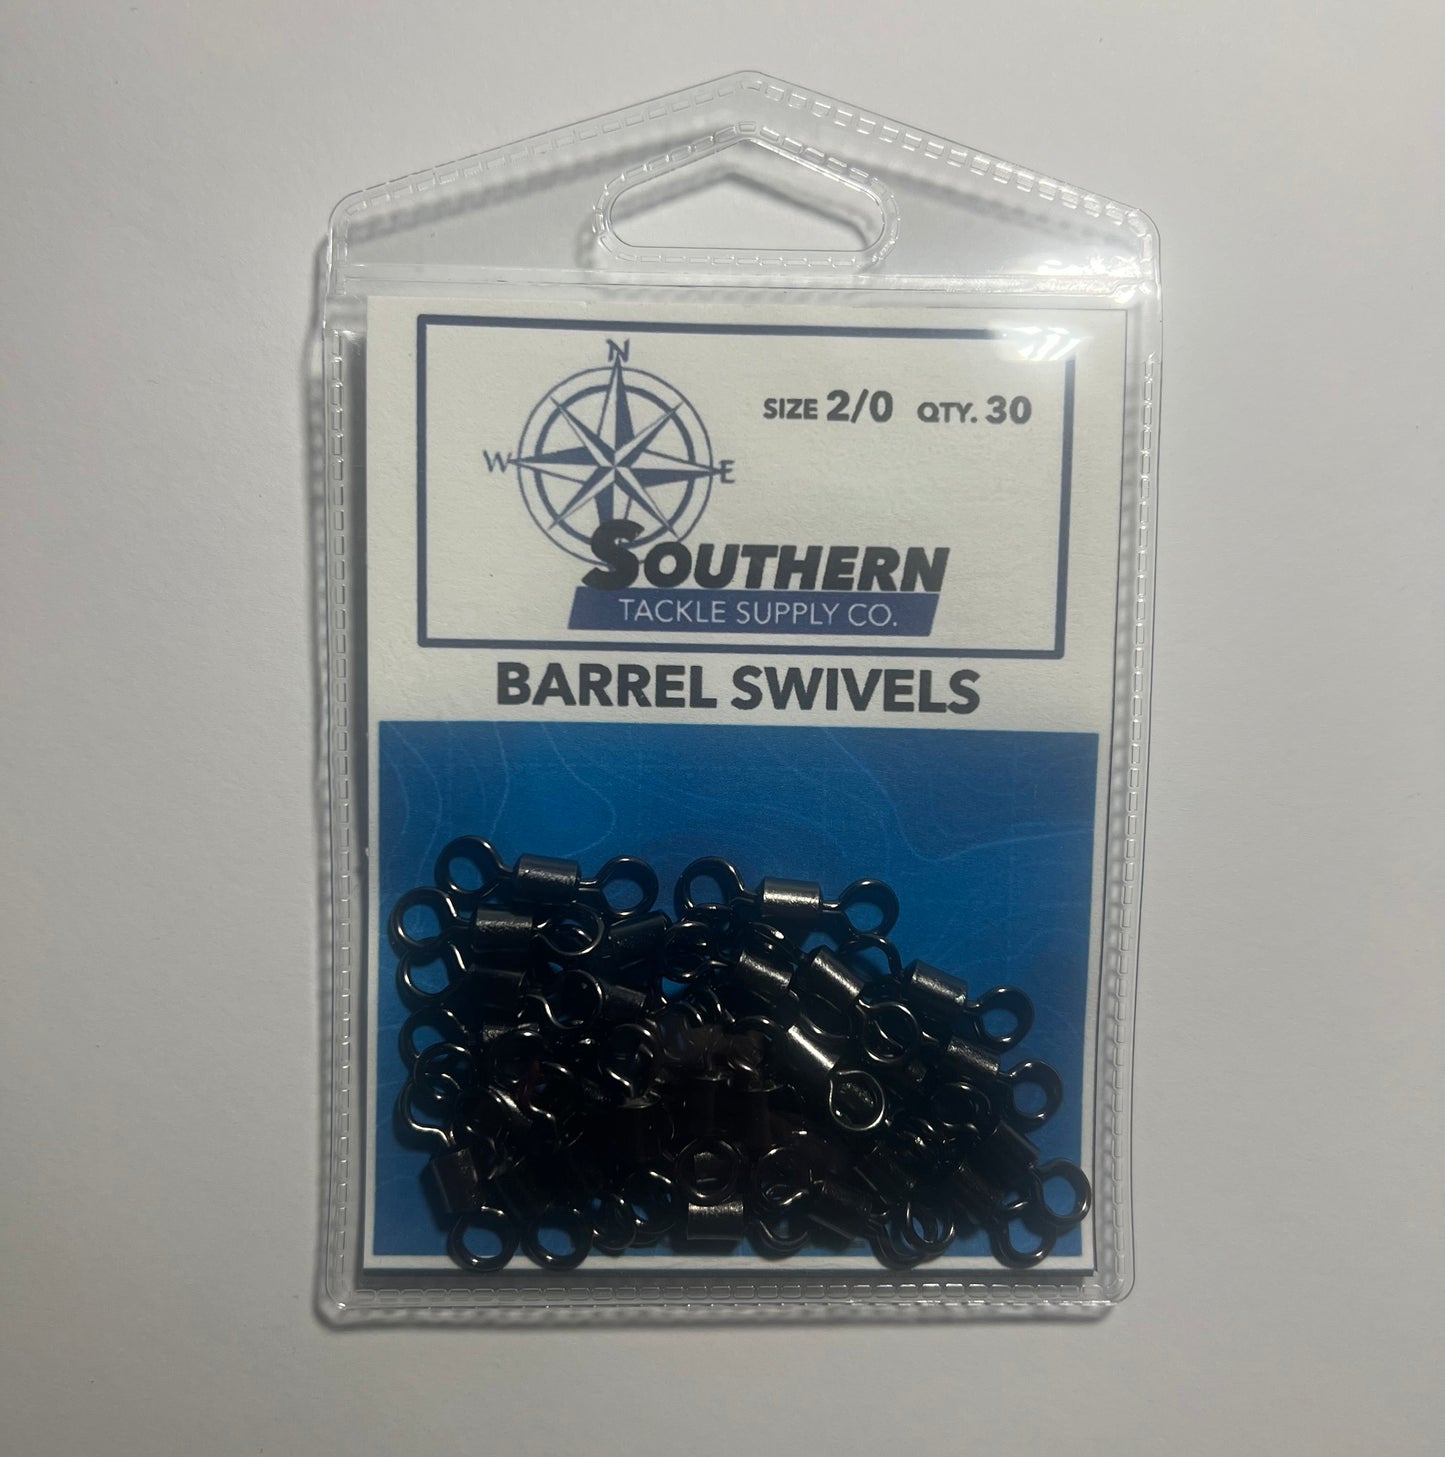 N
SIZE 2/0 QTY. 30
W E
SOUTHERN
TACKLE SUPPLY CO.
BARREL SWIVELS